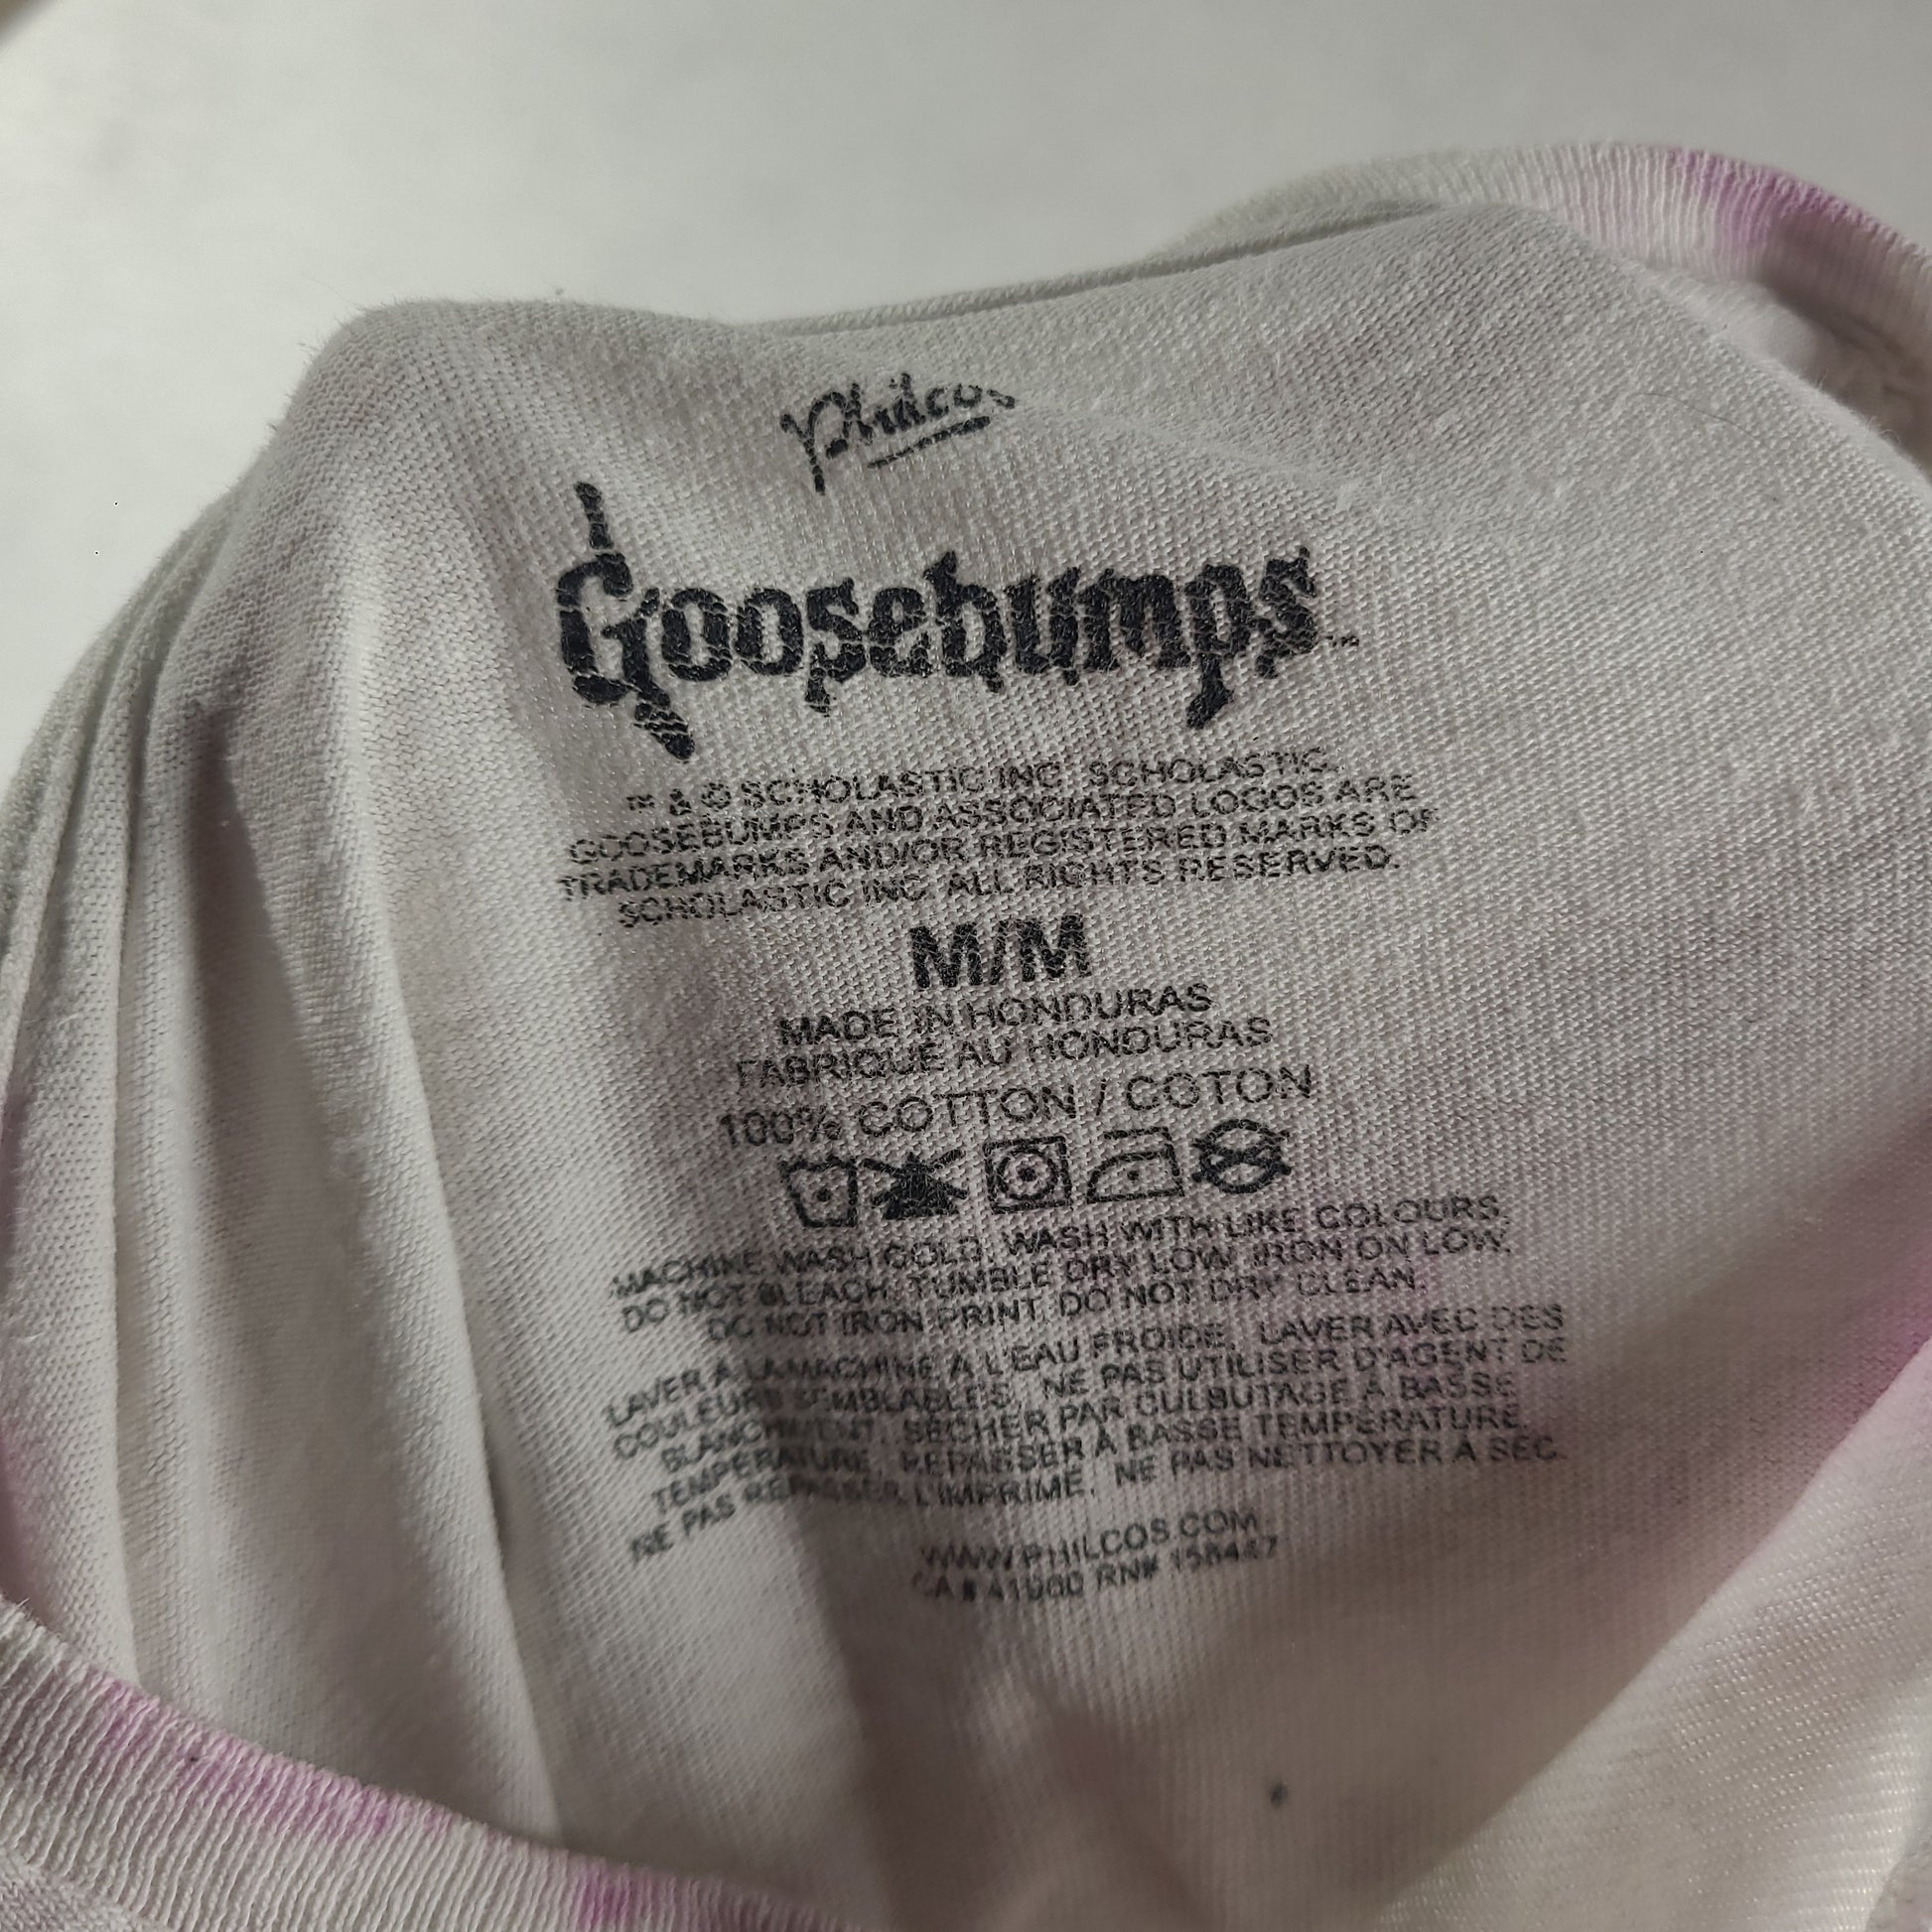 Philcos
Goosebumps™
™ & © SCHOLASTIC INC. SCHOLASTIC,
GOOSEBUMPS AND ASSOCIATED LOGOS ARE
TRADEMARKS AND/OR REGISTERED MARKS OF
SCHOLASTIC INC. ALL RIGHTS RESERVED.
M/M
MADE IN HONDURAS
FABRIQUÉ AU HONDURAS
100% COTTON / COTON
MACHINE WASH COLD. WASH WITH LIKE COLOURS.
DO NOT BLEACH. TUMBLE DRY LOW. IRON ON LOW.
DO NOT IRON PRINT. DO NOT DRY CLEAN.
LAVER À LA MACHINE À L'EAU FROIDE. LAVER AVEC DES
COULEURS SEMBLABLES. NE PAS UTILISER D'AGENT DE
BLANCHIMENT. SÉCHER PAR CULBUTAGE À BASSE
TEMPÉRATURE. REPASSER À BASSE TEMPÉRATURE.
NE PAS REPASSER L'IMPRIMÉ. NE PAS NETTOYER À SEC.
WWW.PHILCOS.COM
CA# 41960 RN# 158447